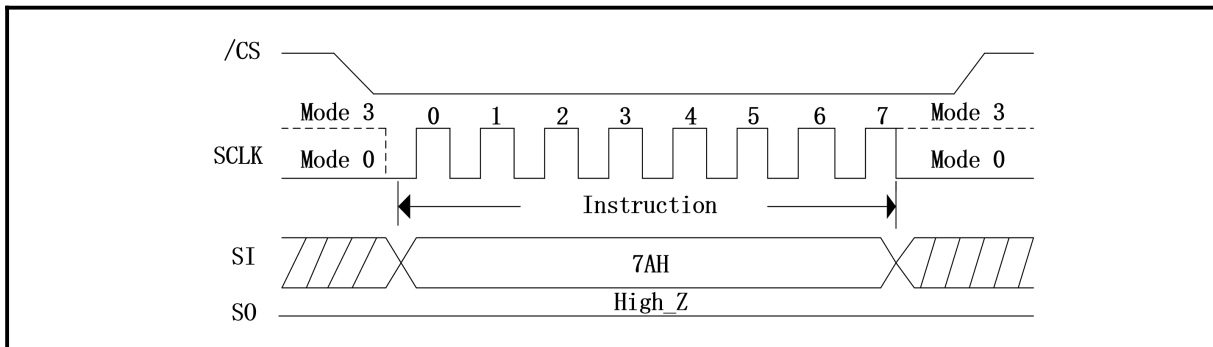 /CS
Mode 3 0 1 2 3 4 5 6 7 Mode 3
SCLK Mode 0 Mode 0
Instruction
SI 7AH
High_Z
SO